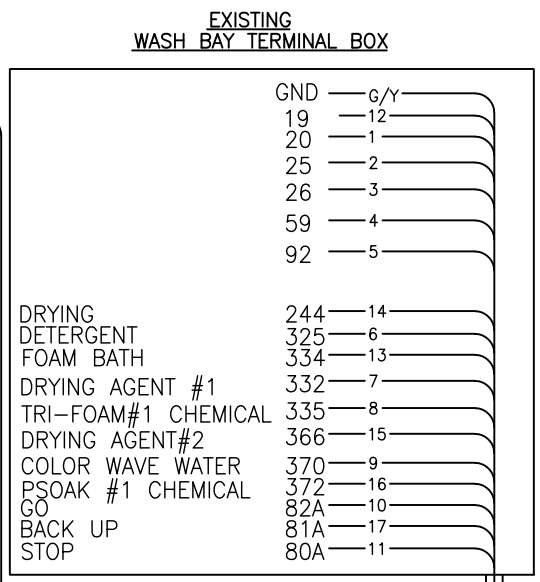 EXISTING
WASH BAY TERMINAL BOX
GND G/Y
19 12
20 1
25 2
26 3
59 4
92 5
DRYING 244 14
DETERGENT 325 6
FOAM BATH 334 13
DRYING AGENT #1 332 7
TRI-FOAM#1 CHEMICAL 335 8
DRYING AGENT#2 366 15
COLOR WAVE WATER 370 9
PSOAK #1 CHEMICAL 372 16
GO 82A 10
BACK UP 81A 17
STOP 80A 11